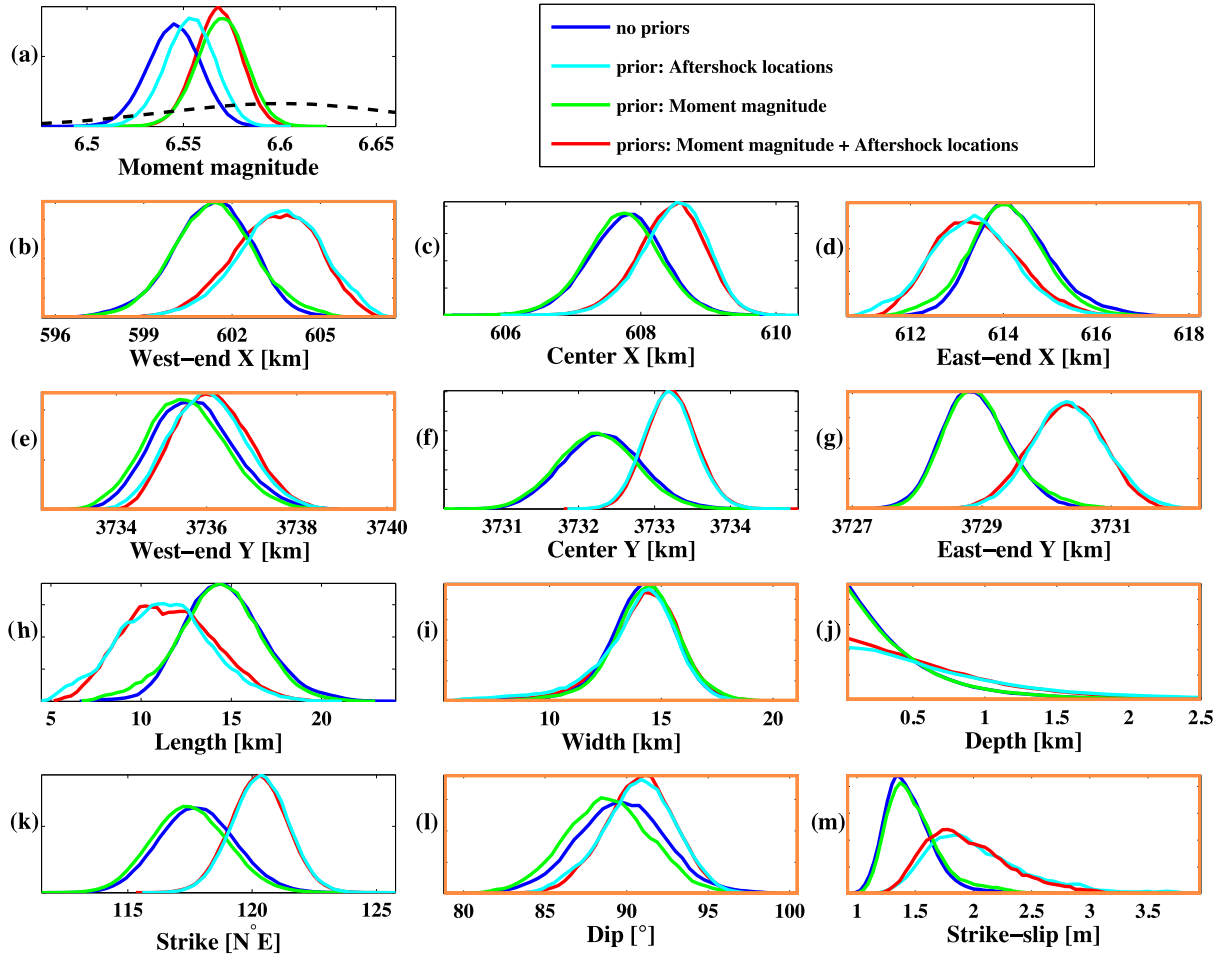 (a)
6.5 6.55 6.6 6.65
Moment magnitude
no priors
prior: Aftershock locations
prior: Moment magnitude
priors: Moment magnitude + Aftershock locations
(b)
596 599 602 605
West−end X [km]
(c)
606 608 610
Center X [km]
(d)
612 614 616 618
East−end X [km]
(e)
3734 3736 3738 3740
West−end Y [km]
(f)
3731 3732 3733 3734
Center Y [km]
(g)
3727 3729 3731
East−end Y [km]
(h)
5 10 15 20
Length [km]
(i)
10 15 20
Width [km]
(j)
0.5 1 1.5 2 2.5
Depth [km]
(k)
115 120 125
Strike [N°E]
(l)
80 85 90 95 100
Dip [°]
(m)
1 1.5 2 2.5 3 3.5
Strike−slip [m]